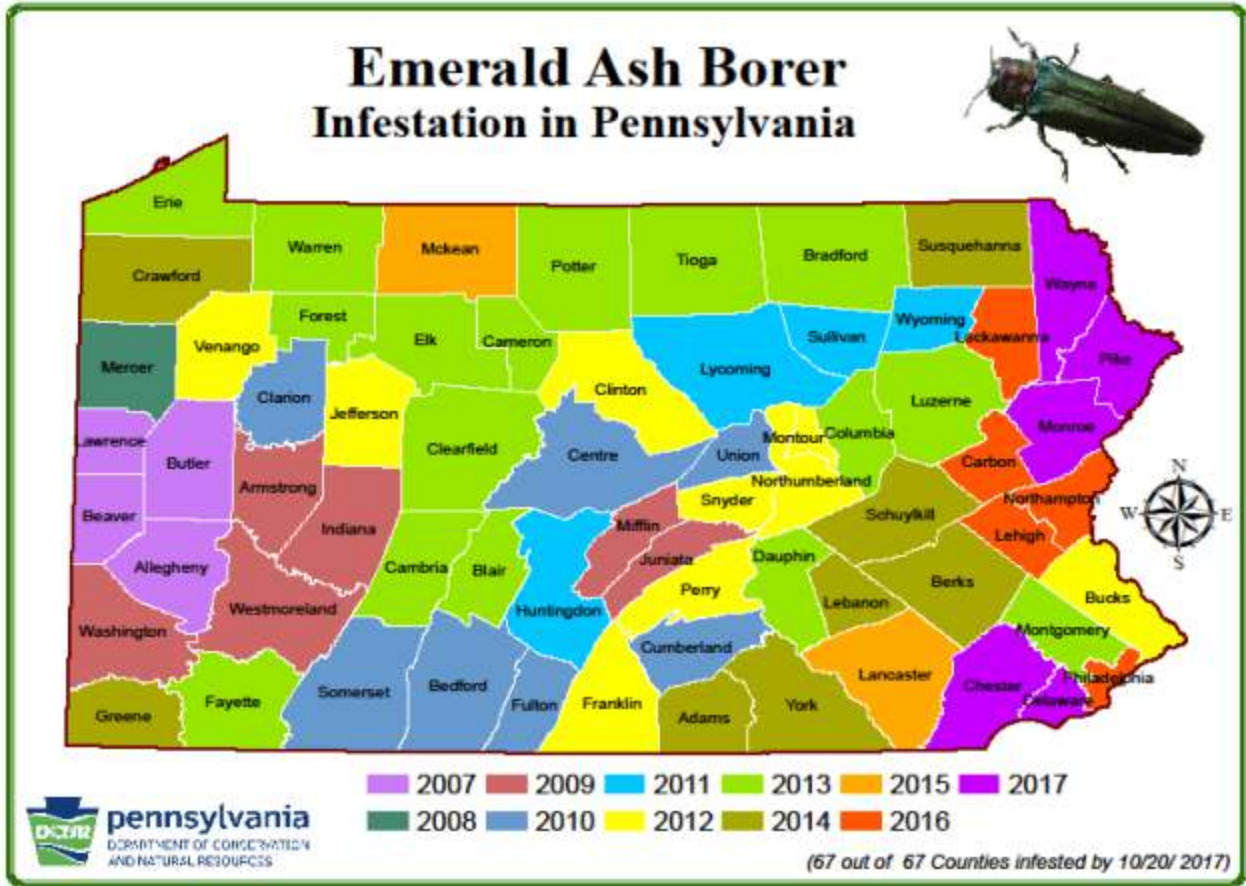 Emerald Ash Borer
Infestation in Pennsylvania
Erie
Warren
Mckean
Potter
Tioga
Bradford
Susquehanna
Wayne
Crawford
Forest
Elk
Cameron
Wyoming
Lackawanna
Pike
Mercer
Venango
Sullivan
Lycoming
Clarion
Clinton
Jefferson
Luzerne
Lawrence
Butler
Clearfield
Centre
Union
Montour
Columbia
Monroe
Carbon
Armstrong
Northumberland
Northampton
Beaver
Snyder
Schuylkill
Indiana
Mifflin
Lehigh
N
W
E
S
Allegheny
Cambria
Blair
Juniata
Dauphin
Berks
Perry
Bucks
Westmoreland
Huntingdon
Lebanon
Washington
Cumberland
Montgomery
Lancaster
Philadelphia
Greene
Fayette
Somerset
Bedford
Fulton
Franklin
Adams
York
Chester
Delaware
2007
2009
2011
2013
2015
2017
2008
2010
2012
2014
2016
DCNR
pennsylvania
DEPARTMENT OF CONSERVATION
AND NATURAL RESOURCES
(67 out of 67 Counties infested by 10/20/ 2017)